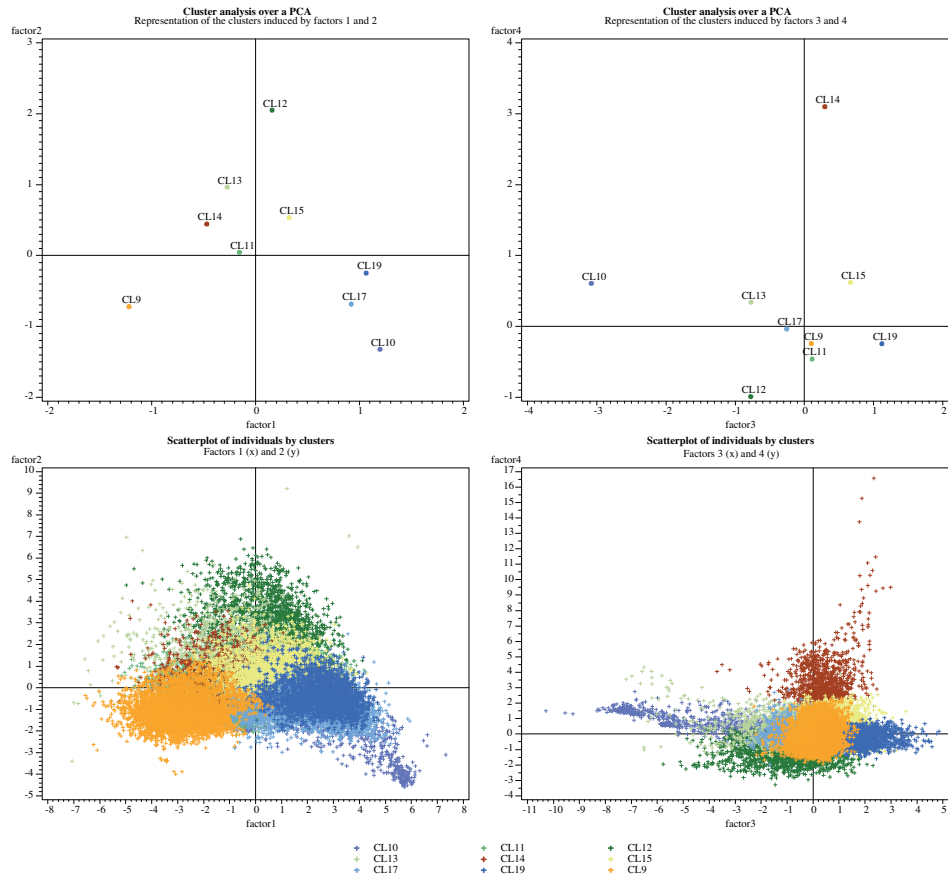 Cluster analysis over a PCA
Representation of the clusters induced by factors 1 and 2
factor2
3
2
1
0
-1
-2
CL12
CL13
CL15
CL14
CL11
CL19
CL17
CL9
CL10
-2 -1 0 1 2
factor1
Cluster analysis over a PCA
Representation of the clusters induced by factors 3 and 4
factor4
4
3
2
1
0
-1
CL14
CL10
CL15
CL13
CL17
CL9
CL19
CL11
CL12
-4 -3 -2 -1 0 1 2
factor3
Scatterplot of individuals by clusters
Factors 1 (x) and 2 (y)
factor2
10
9
8
7
6
5
4
3
2
1
0
-1
-2
-3
-4
-5
-8 -7 -6 -5 -4 -3 -2 -1 0 1 2 3 4 5 6 7 8
factor1
Scatterplot of individuals by clusters
Factors 3 (x) and 4 (y)
factor4
17
16
15
14
13
12
11
10
9
8
7
6
5
4
3
2
1
0
-1
-2
-3
-4
-11 -10 -9 -8 -7 -6 -5 -4 -3 -2 -1 0 1 2 3 4 5
factor3
CL10 CL11 CL12
CL13 CL14 CL15
CL17 CL19 CL9